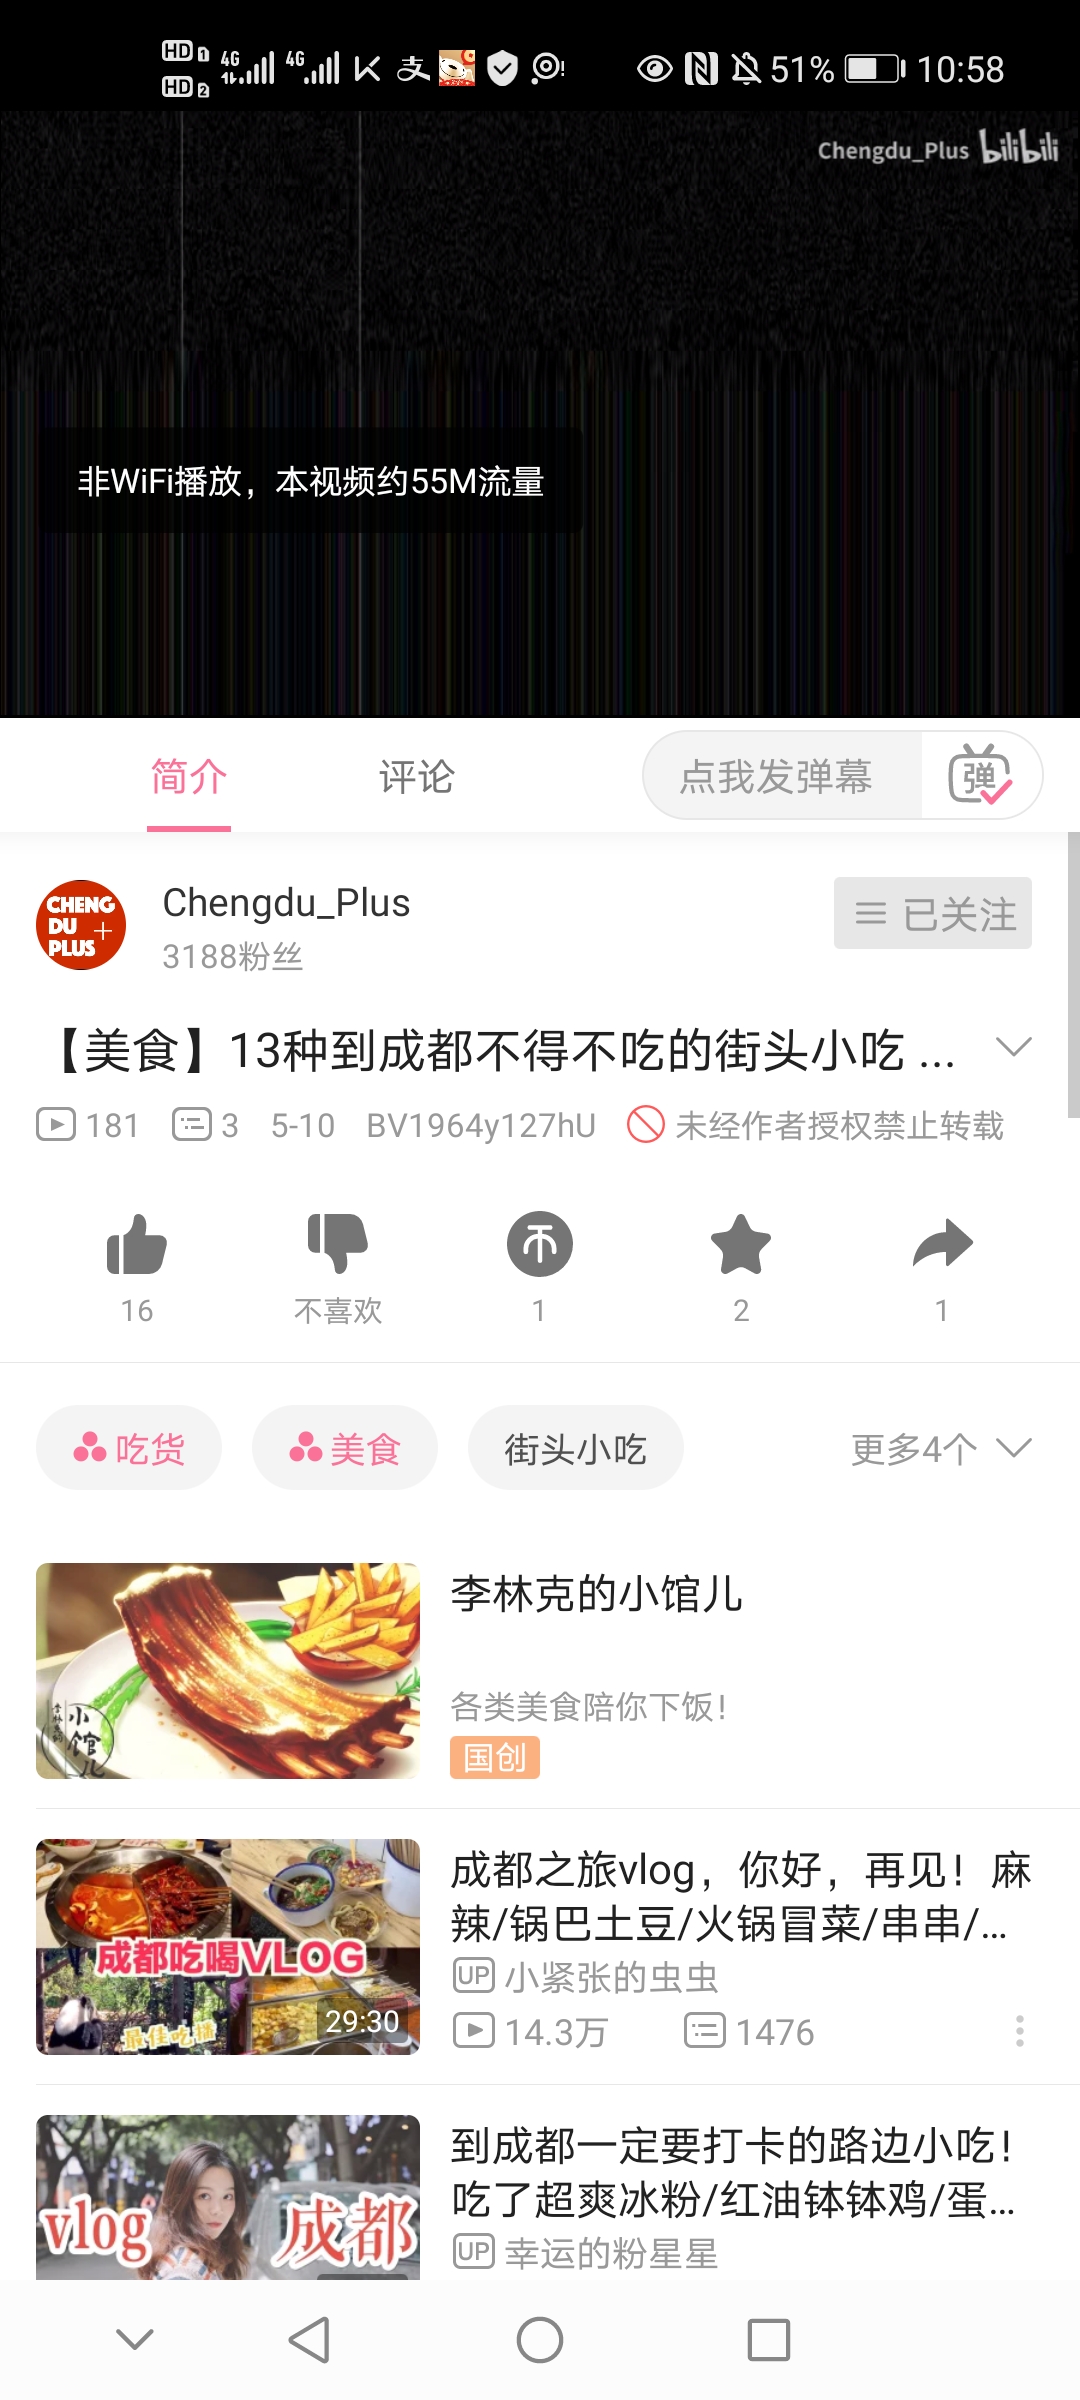 HD 1 4G 4G 51% 10:58
HD 2
Chengdu_Plus bilibili
非WiFi播放，本视频约55M流量
简介 评论 点我发弹幕 弹
CHENG
DU
PLUS
Chengdu_Plus
3188粉丝
已关注
【美食】13种到成都不得不吃的街头小吃 ...
181 3 5-10 BV1964y127hU 未经作者授权禁止转载
16 不喜欢 1 2 1
吃货 美食 街头小吃 更多4个
小馆儿
李林克的小馆儿
各类美食陪你下饭！
国创
成都吃喝VLOG
最佳吃播
29:30
成都之旅vlog，你好，再见！麻
辣/锅巴土豆/火锅冒菜/串串/...
UP 小紧张的虫虫
14.3万 1476
vlog 成都
到成都一定要打卡的路边小吃！
吃了超爽冰粉/红油钵钵鸡/蛋...
UP 幸运的粉星星